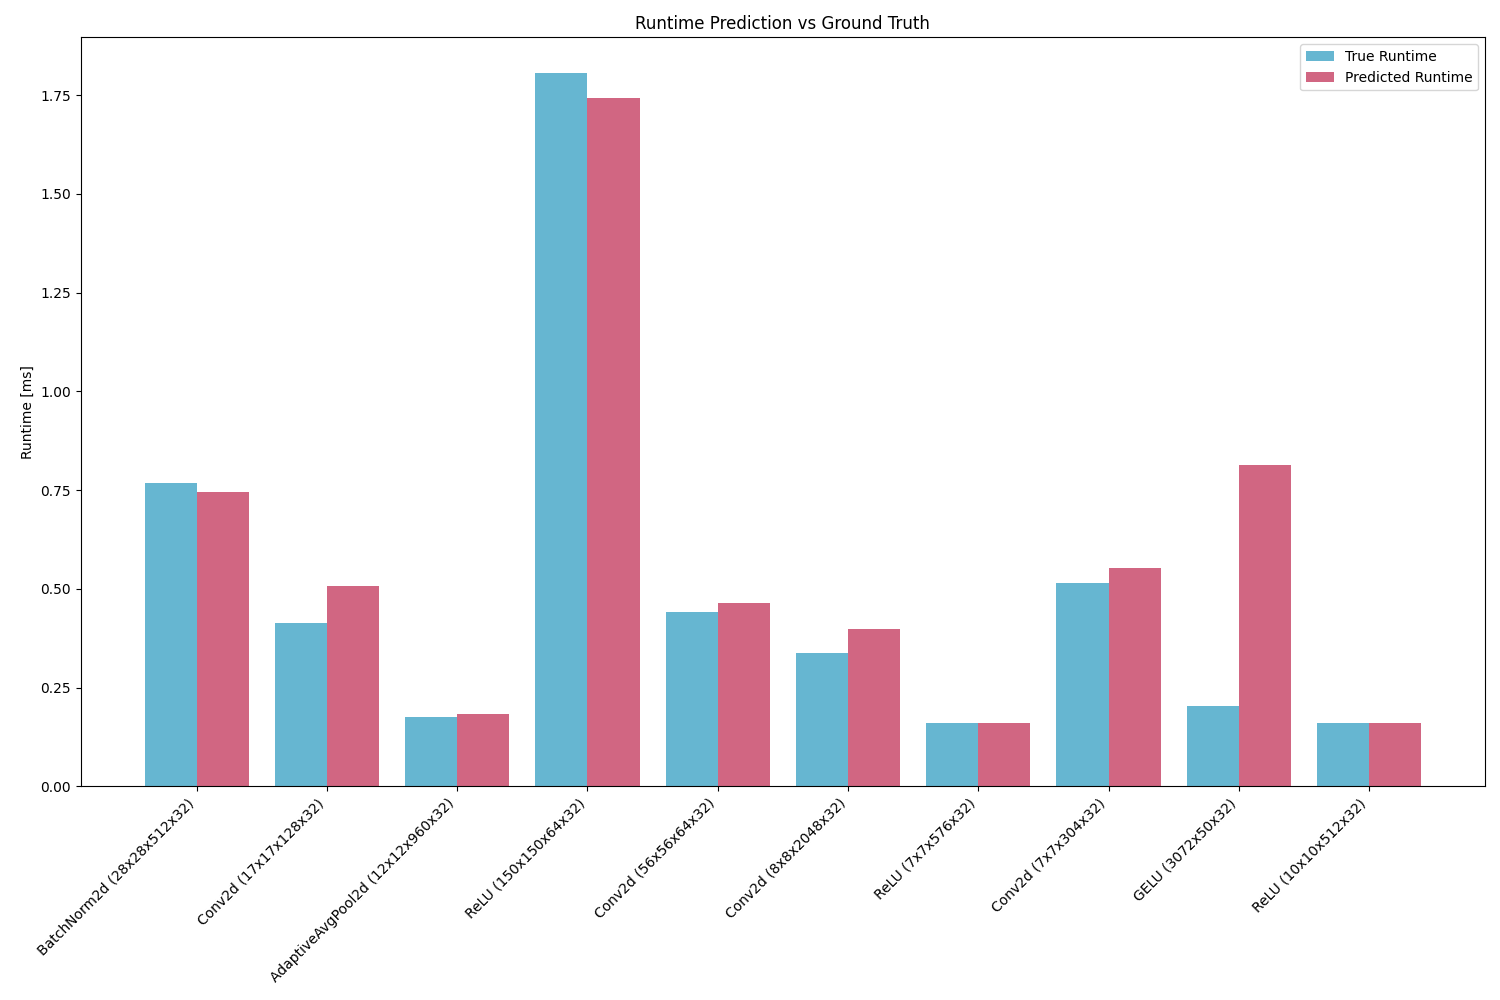 Runtime Prediction vs Ground Truth
True Runtime
Predicted Runtime
Runtime [ms]
1.75
1.50
1.25
1.00
0.75
0.50
0.25
0.00
BatchNorm2d (28x28x512x32)
Conv2d (17x17x128x32)
AdaptiveAvgPool2d (12x12x960x32)
ReLU (150x150x64x32)
Conv2d (56x56x64x32)
Conv2d (8x8x2048x32)
ReLU (7x7x576x32)
Conv2d (7x7x304x32)
GELU (3072x50x32)
ReLU (10x10x512x32)